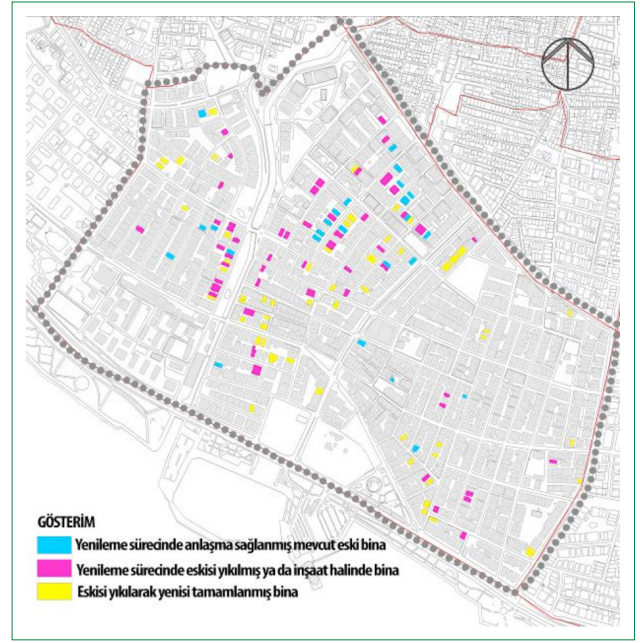 GÖSTERİM
Yenileme sürecinde anlaşma sağlanmış mevcut eski bina
Yenileme sürecinde eskisi yıkılmış ya da inşaat halinde bina
Eskisi yıkılarak yenisi tamamlanmış bina